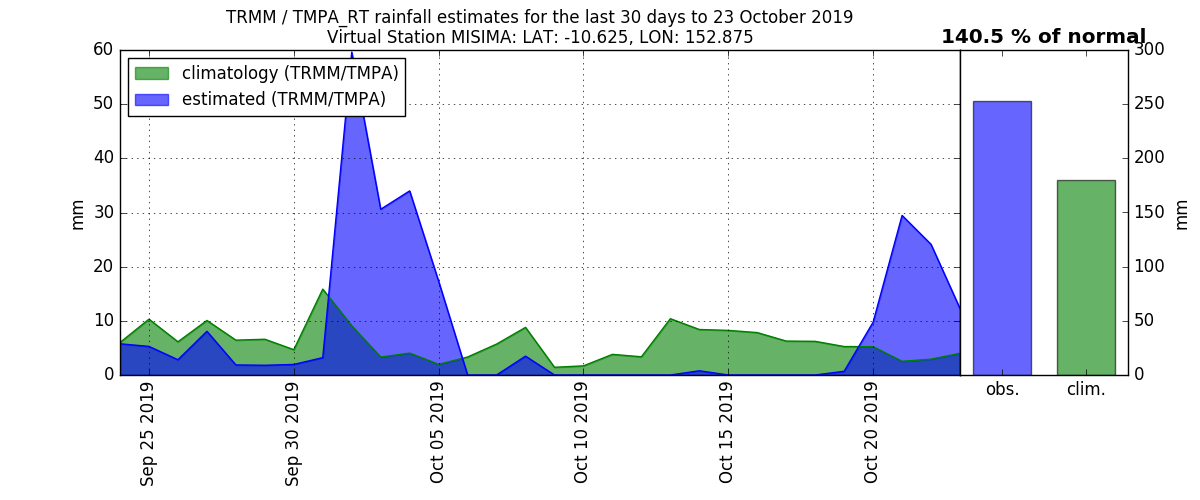 TRMM / TMPA_RT rainfall estimates for the last 30 days to 23 October 2019
Virtual Station MISIMA: LAT: -10.625, LON: 152.875
140.5 % of normal
climatology (TRMM/TMPA)
estimated (TRMM/TMPA)
60
50
40
30
20
10
0
mm
Sep 25 2019
Sep 30 2019
Oct 05 2019
Oct 10 2019
Oct 15 2019
Oct 20 2019
300
250
200
150
100
50
0
mm
obs.
clim.